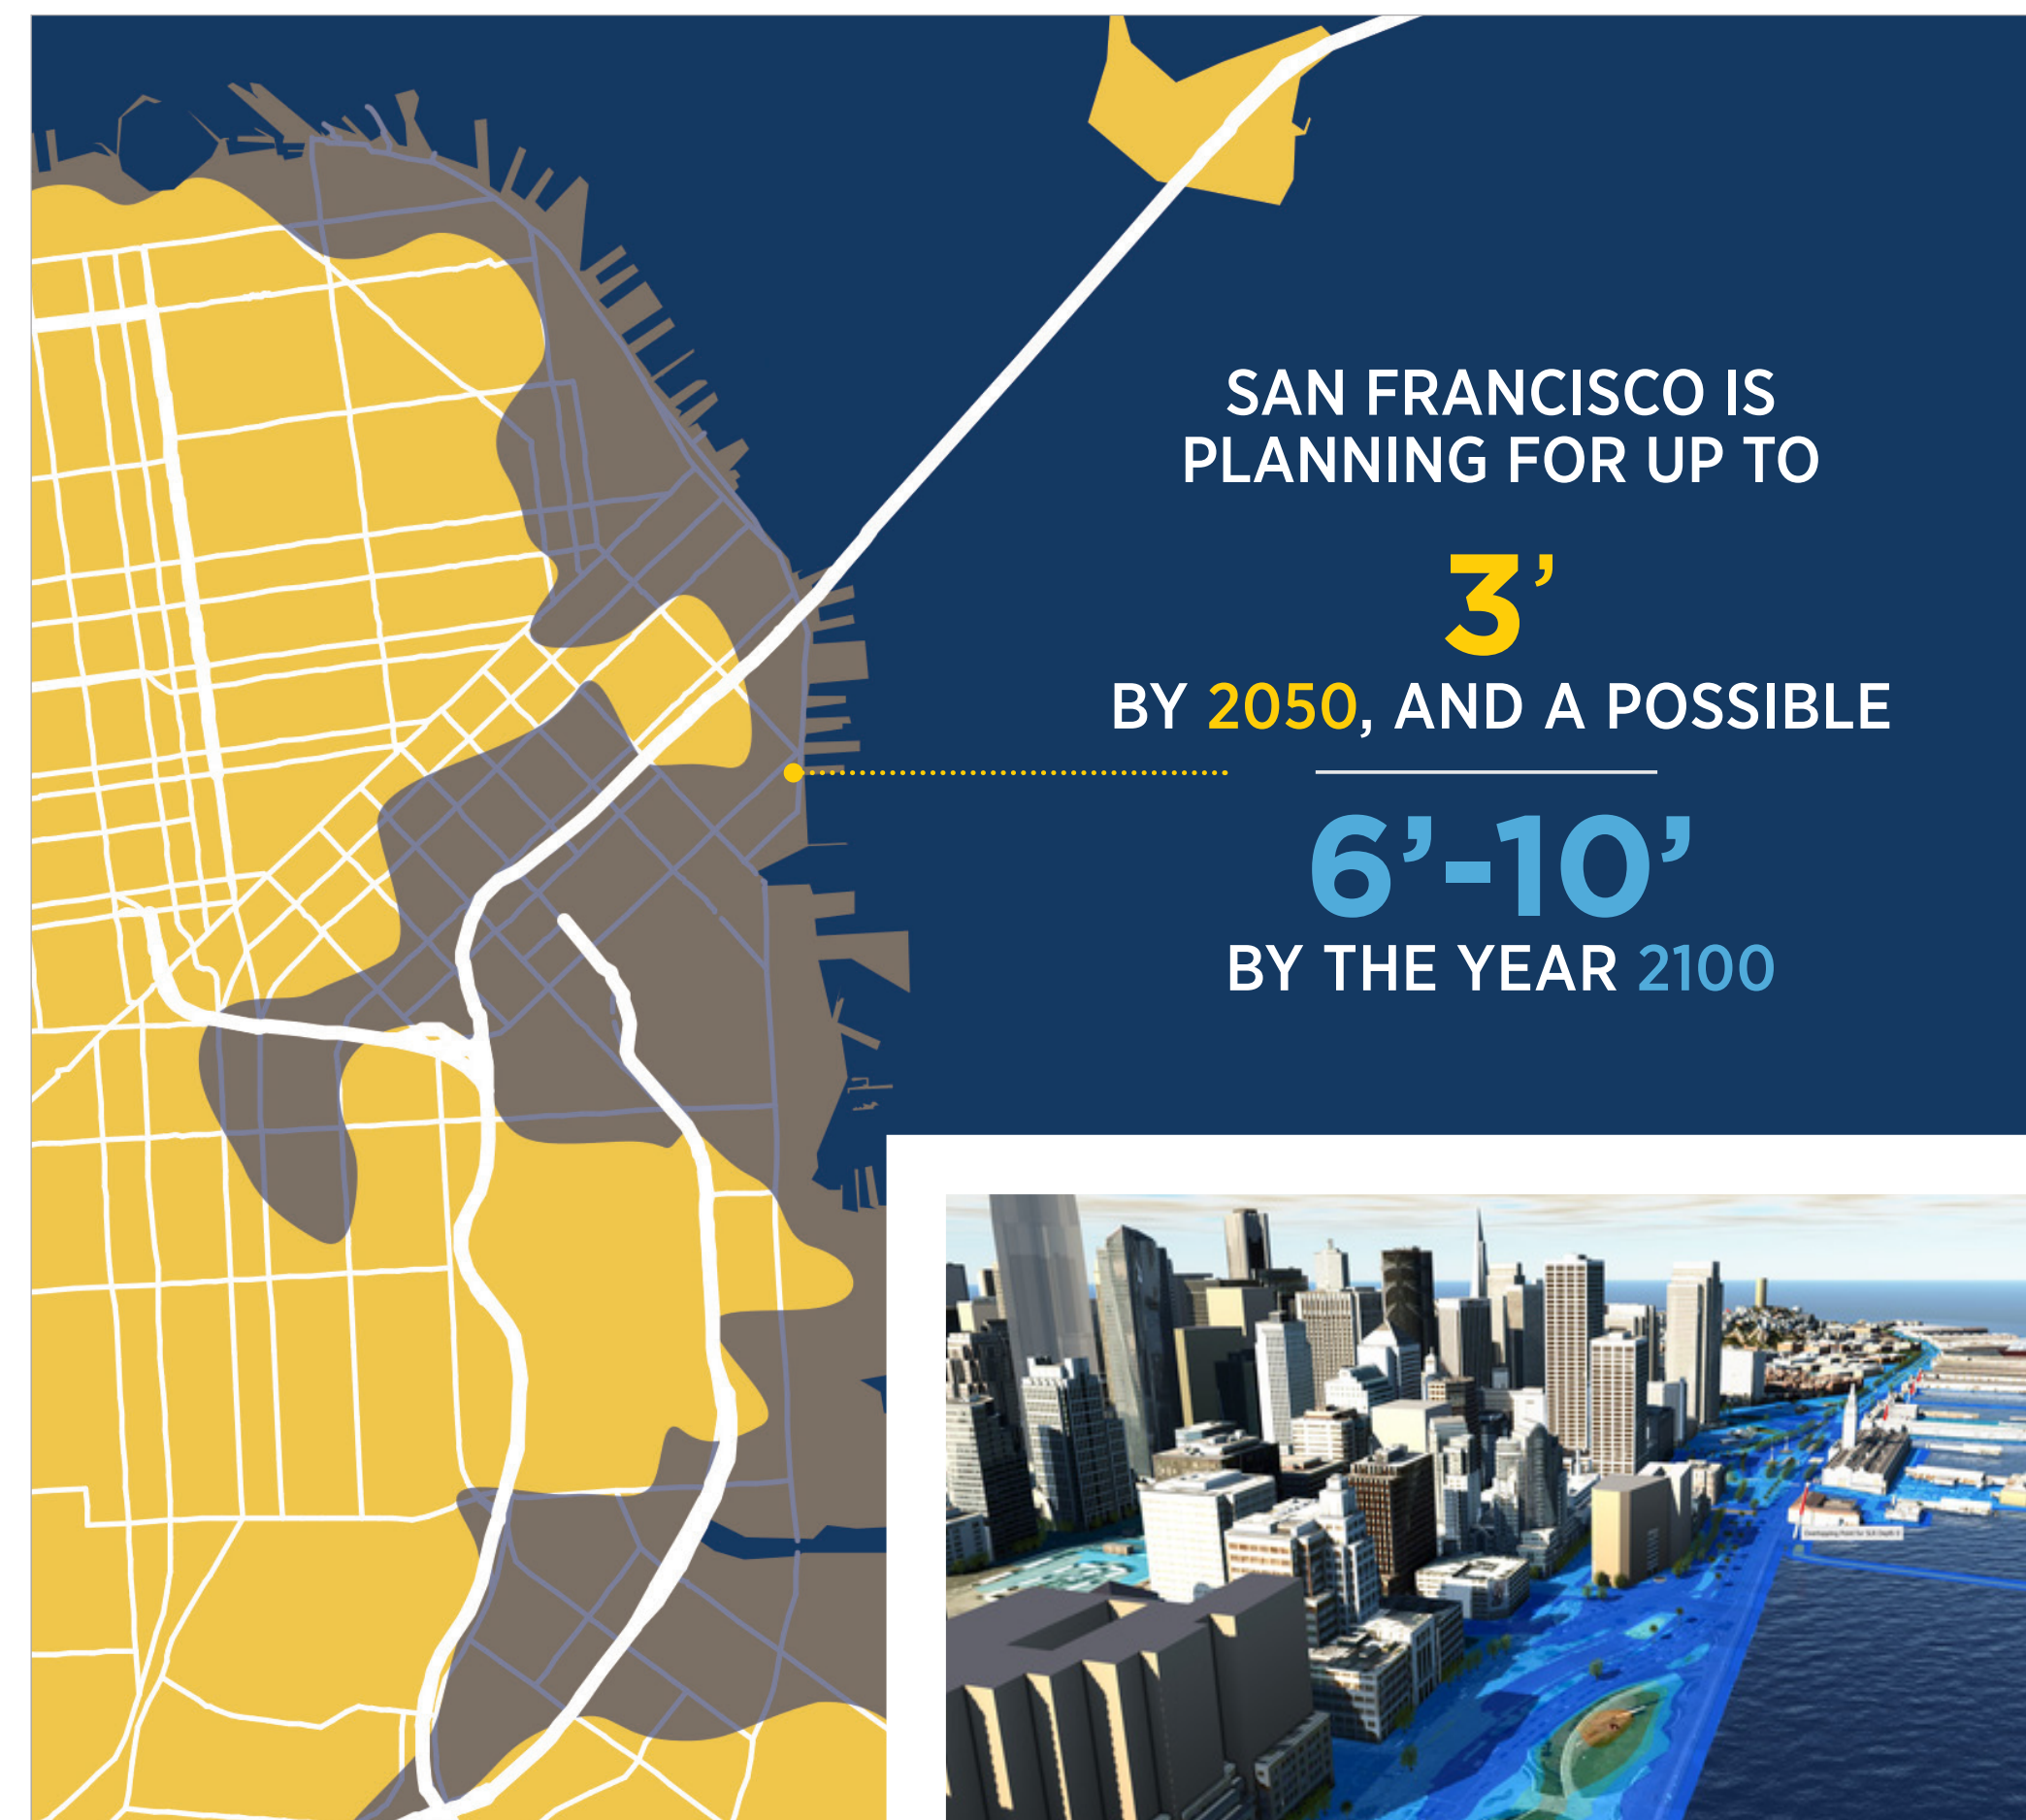 SAN FRANCISCO IS
PLANNING FOR UP TO
3’
BY 2050, AND A POSSIBLE
6’-10’
BY THE YEAR 2100